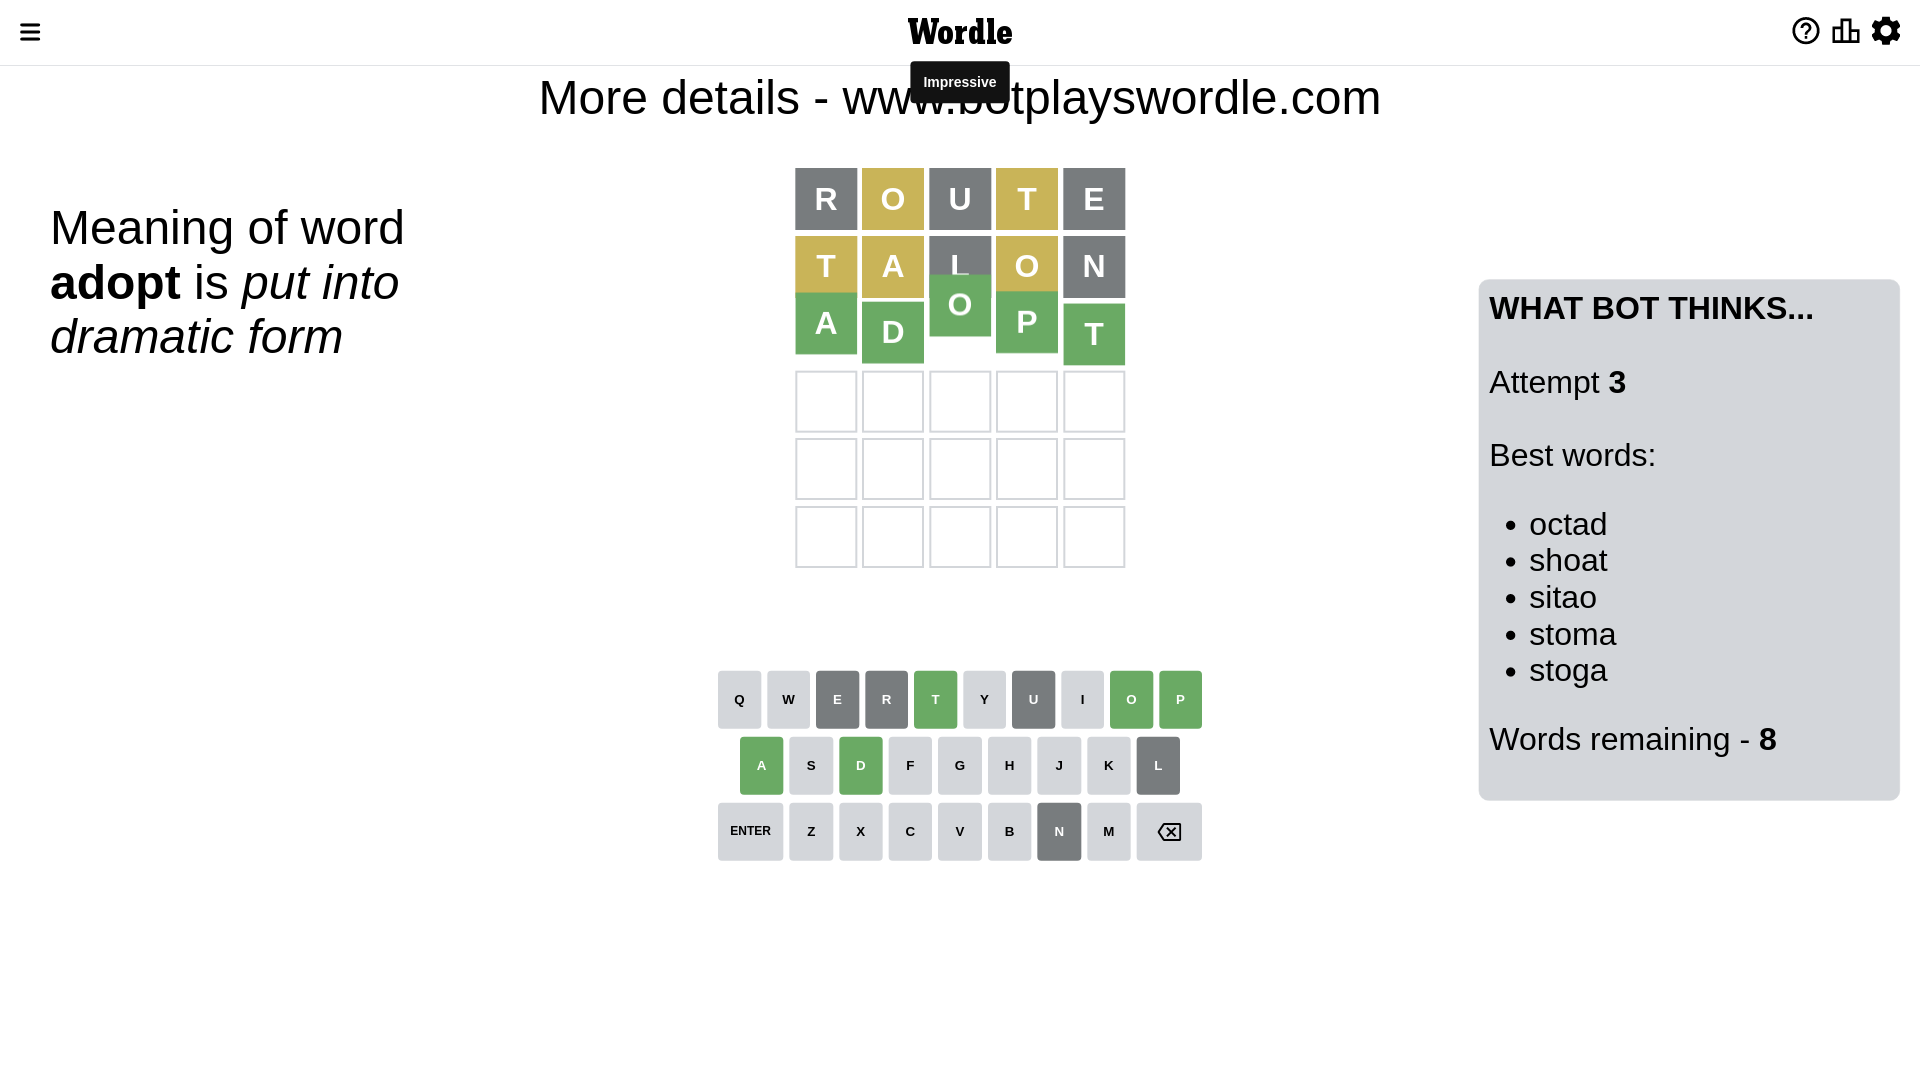 Wordle
Impressive
More details - www.botplayswordle.com
Meaning of word
adopt is put into
dramatic form
R O U T E
T A L O N
A D O P T
WHAT BOT THINKS...
Attempt 3
Best words:
• octad
• shoat
• sitao
• stoma
• stoga
Words remaining - 8
Q W E R T Y U I O P
A S D F G H J K L
ENTER Z X C V B N M